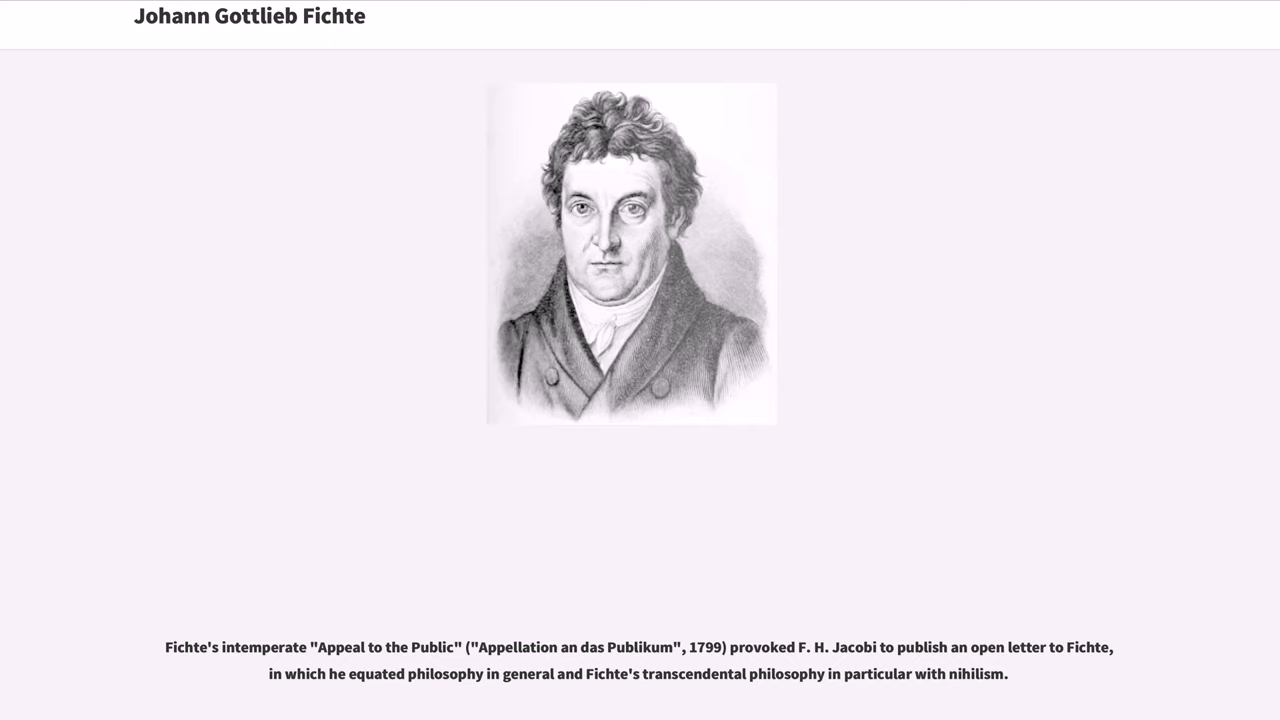 Johann Gottlieb Fichte
Fichte's intemperate "Appeal to the Public" ("Appellation an das Publikum", 1799) provoked F. H. Jacobi to publish an open letter to Fichte,
in which he equated philosophy in general and Fichte's transcendental philosophy in particular with nihilism.